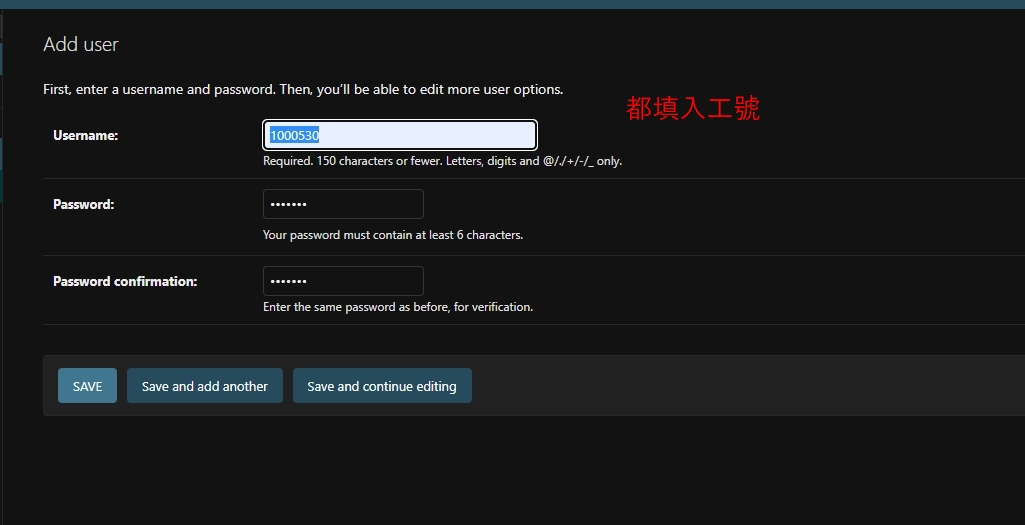 Add user
First, enter a username and password. Then, you’ll be able to edit more user options.
都填入工號
Username:
1000530
Required. 150 characters or fewer. Letters, digits and @/./+/-/_ only.
Password:
•••••••
Your password must contain at least 6 characters.
Password confirmation:
•••••••
Enter the same password as before, for verification.
SAVE
Save and add another
Save and continue editing